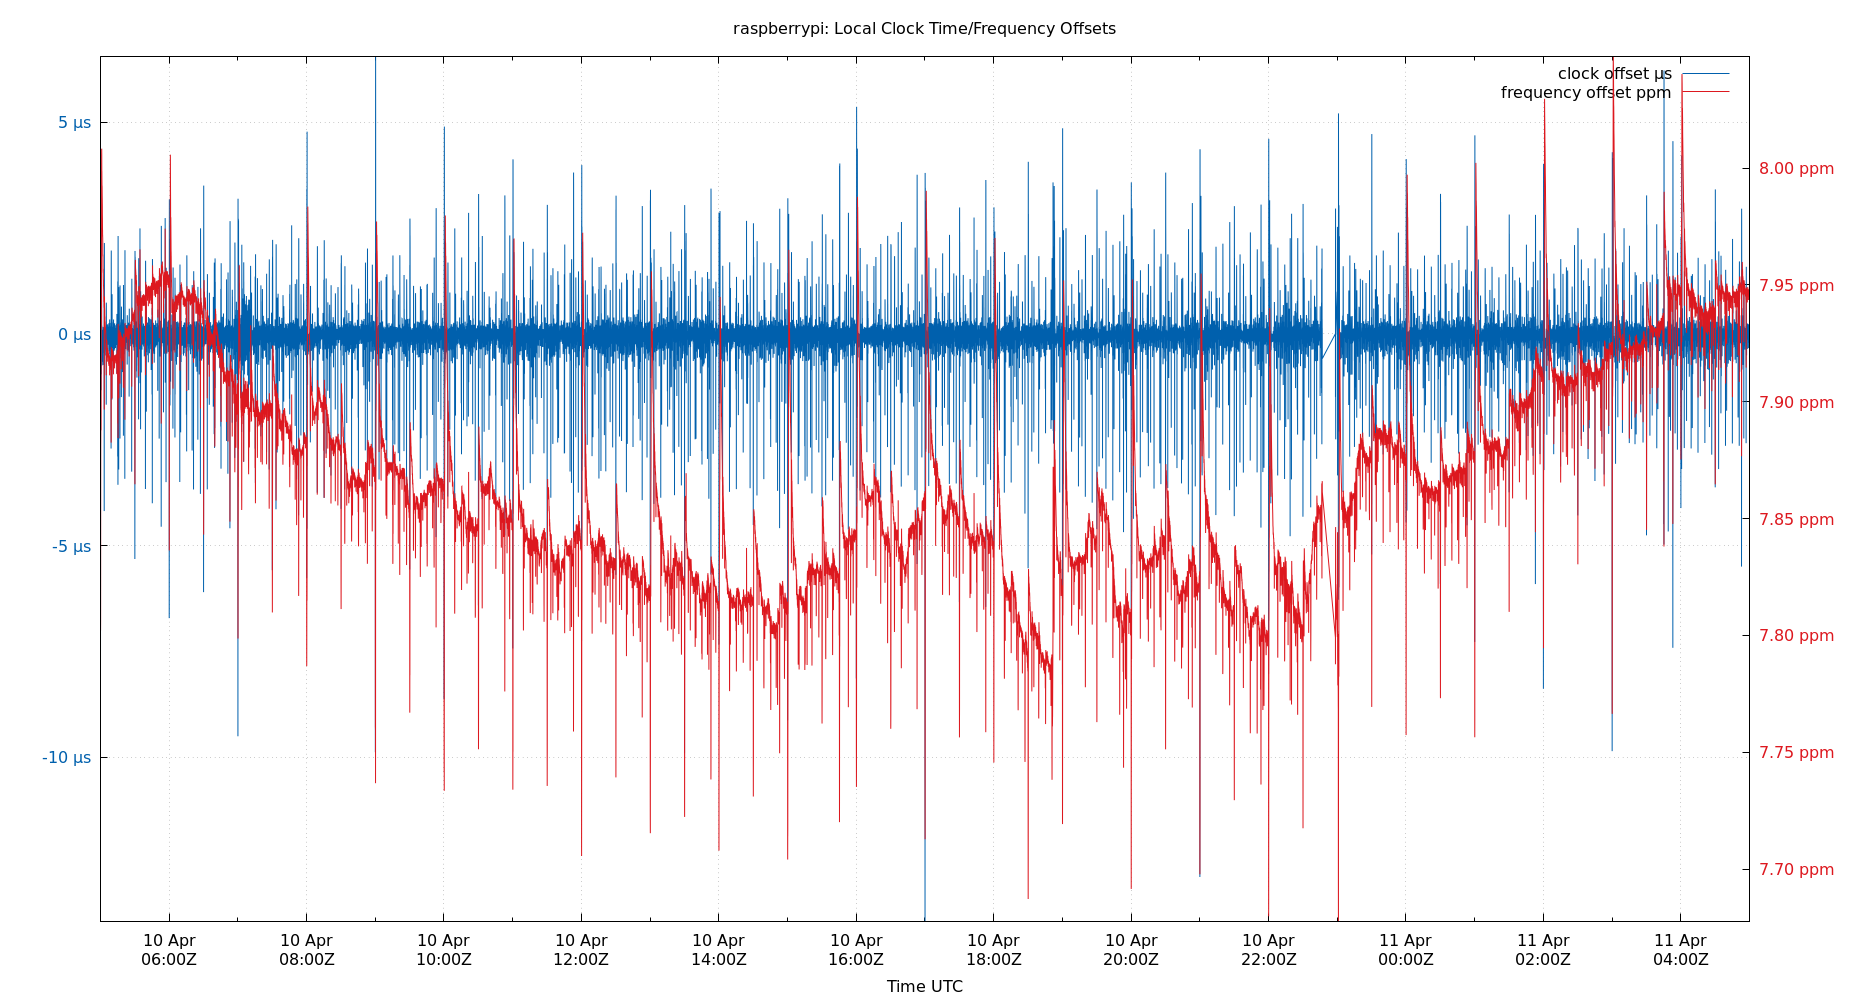 raspberrypi: Local Clock Time/Frequency Offsets
clock offset µs
frequency offset ppm
5 µs
0 µs
-5 µs
-10 µs
8.00 ppm
7.95 ppm
7.90 ppm
7.85 ppm
7.80 ppm
7.75 ppm
7.70 ppm
10 Apr 10 Apr 10 Apr 10 Apr 10 Apr 10 Apr 10 Apr 10 Apr 10 Apr 11 Apr 11 Apr 11 Apr
06:00Z 08:00Z 10:00Z 12:00Z 14:00Z 16:00Z 18:00Z 20:00Z 22:00Z 00:00Z 02:00Z 04:00Z
Time UTC